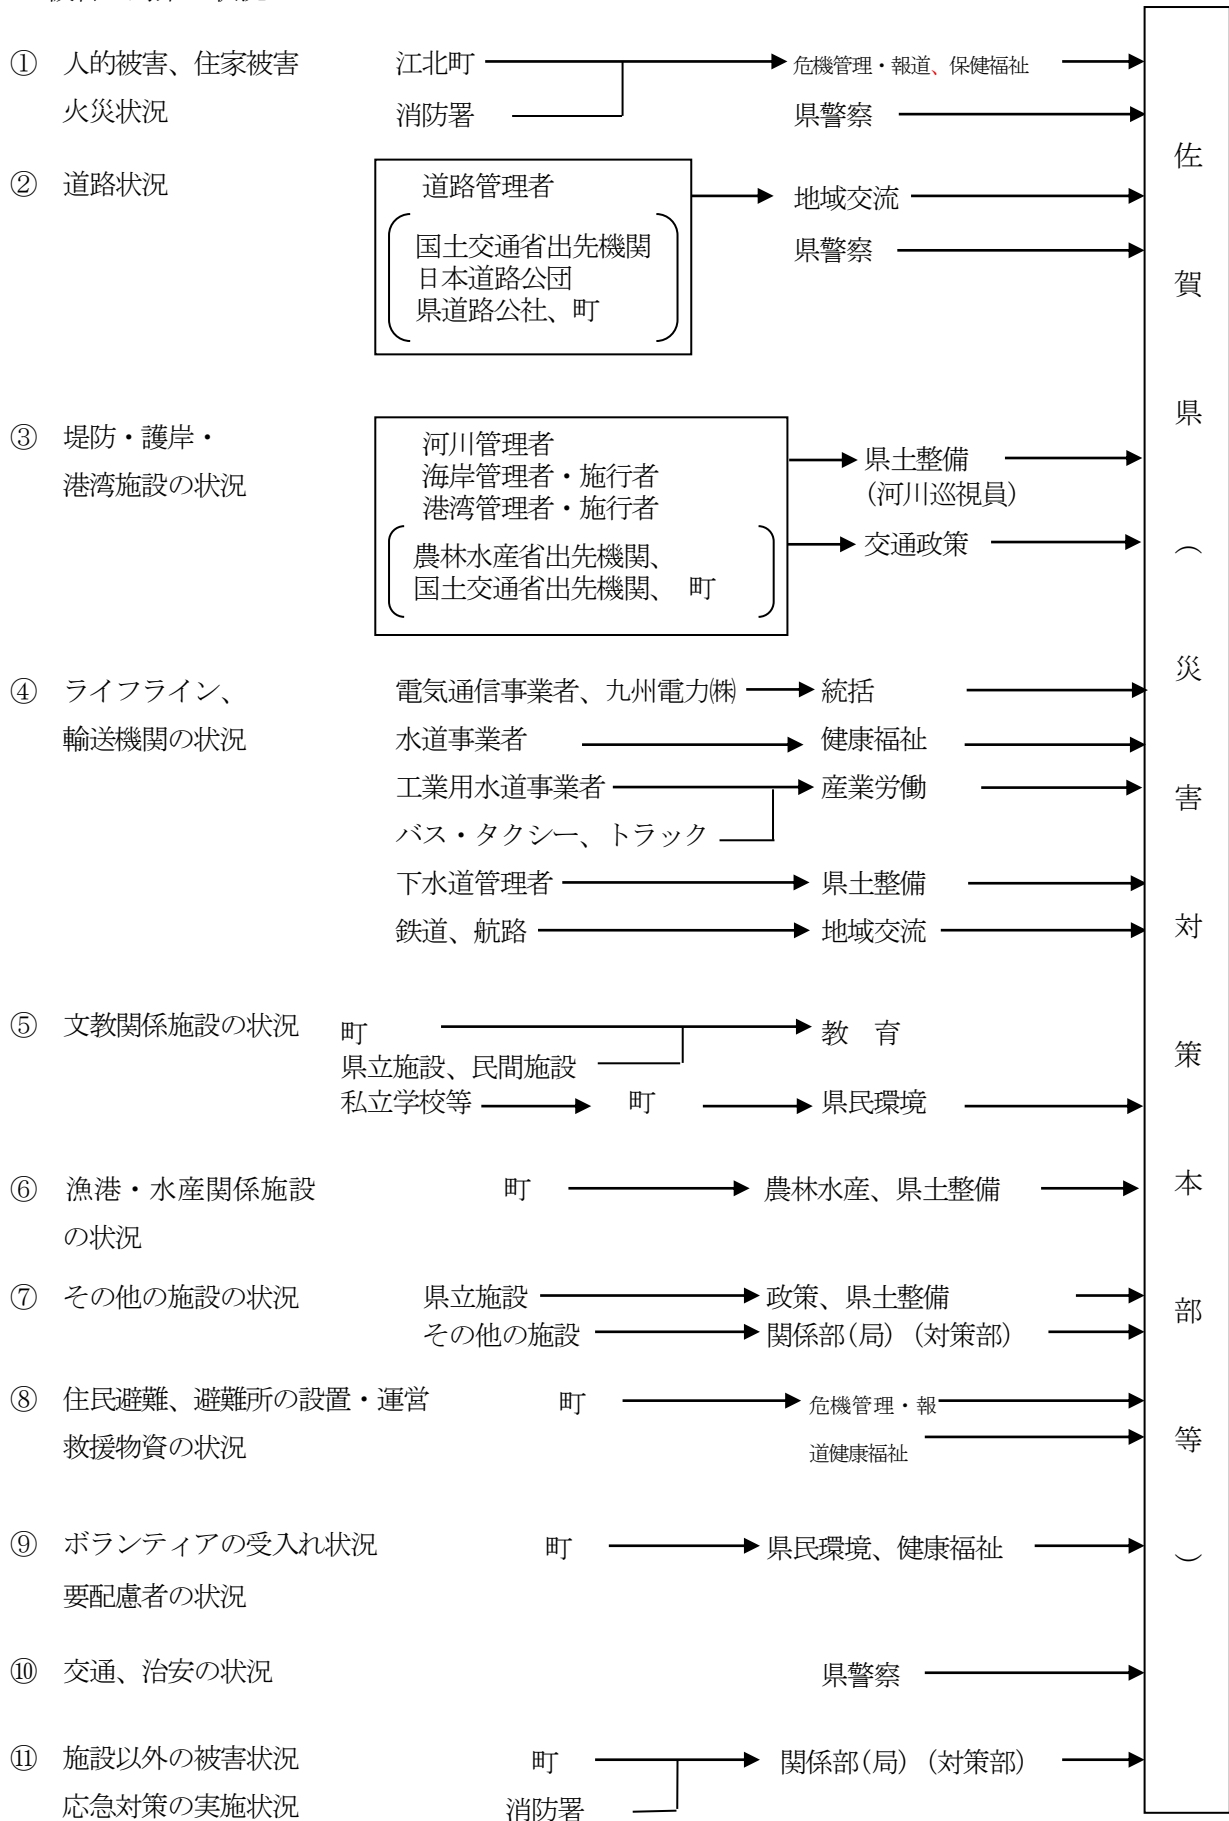 ① 人的被害、住家被害 江北町 危機管理・報道、保健福祉
火災状況 消防署 県警察
② 道路状況 道路管理者 地域交流
国土交通省出先機関 県警察
日本道路公団
県道路公社、町
③ 堤防・護岸・ 河川管理者 県土整備
港湾施設の状況 海岸管理者・施行者 (河川巡視員)
港湾管理者・施行者
農林水産省出先機関、 交通政策
国土交通省出先機関、 町
④ ライフライン、 電気通信事業者、九州電力㈱ 統括
輸送機関の状況 水道事業者 健康福祉
工業用水道事業者 産業労働
バス・タクシー、トラック
下水道管理者 県土整備
鉄道、航路 地域交流
⑤ 文教関係施設の状況 町 教 育
県立施設、民間施設
私立学校等 町 県民環境
⑥ 漁港・水産関係施設 町 農林水産、県土整備
の状況
⑦ その他の施設の状況 県立施設 政策、県土整備
その他の施設 関係部(局)(対策部)
⑧ 住民避難、避難所の設置・運営 町 危機管理・報
救援物資の状況 道健康福祉
⑨ ボランティアの受入れ状況 町 県民環境、健康福祉
要配慮者の状況
⑩ 交通、治安の状況 県警察
⑪ 施設以外の被害状況 町 関係部(局)(対策部)
応急対策の実施状況 消防署
佐賀県(災害対策本部等)